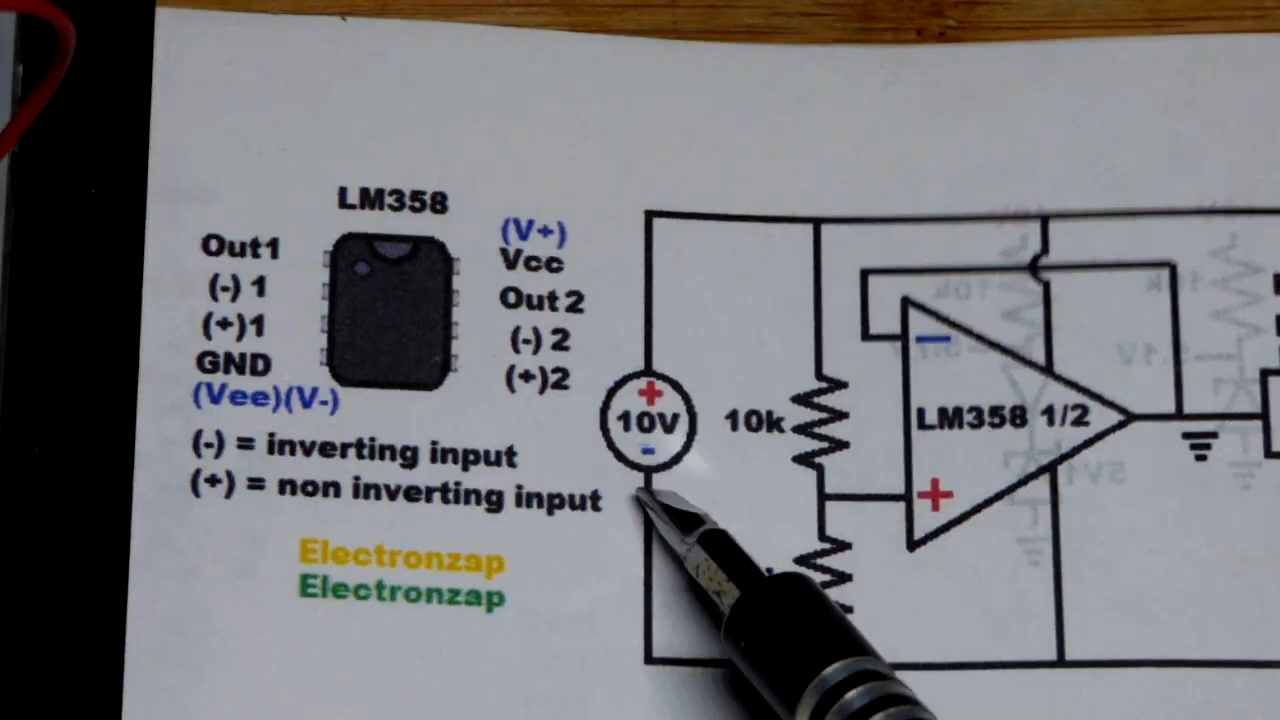 LM358
Out1
(-) 1
(+)1
GND
(Vee)(V-)
(V+)
Vcc
Out 2
(-) 2
(+)2
(-) = inverting input
(+) = non inverting input
Electronzap
Electronzap
+
10V
-
10k
-
LM358 1/2
+